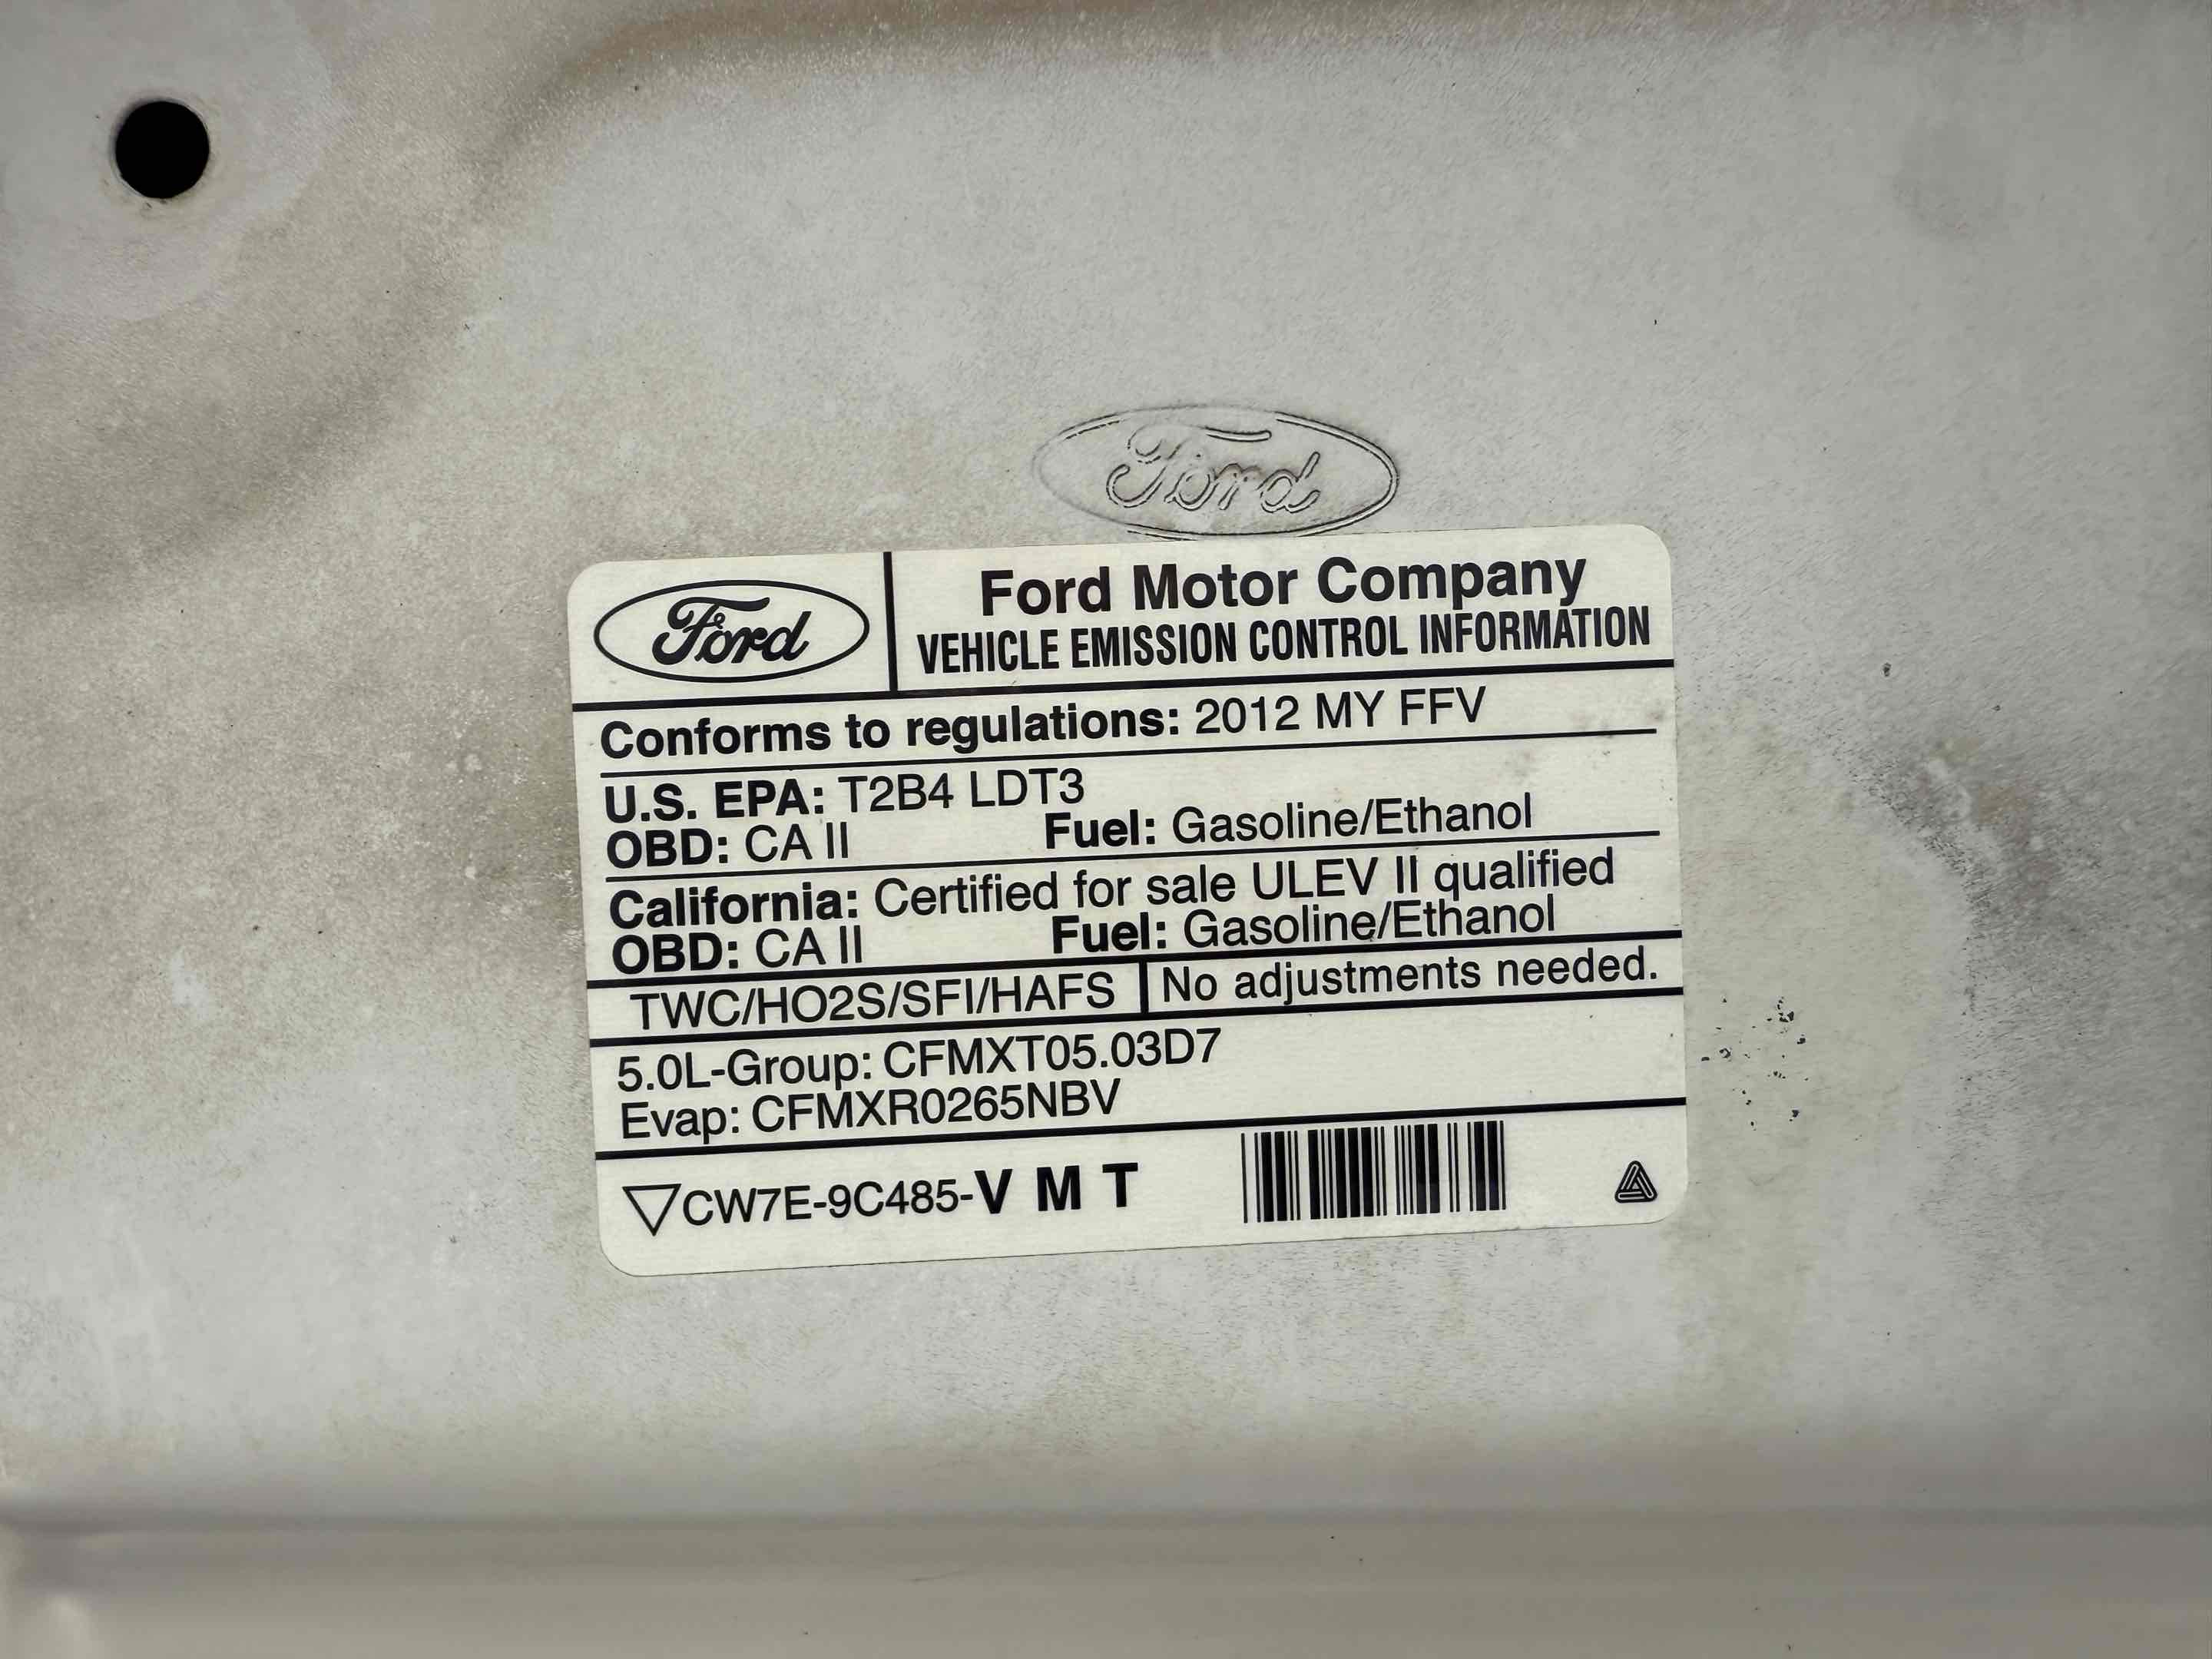 Ford
Ford
Ford Motor Company
VEHICLE EMISSION CONTROL INFORMATION
Conforms to regulations: 2012 MY FFV
U.S. EPA: T2B4 LDT3
OBD: CA II Fuel: Gasoline/Ethanol
California: Certified for sale ULEV II qualified
OBD: CA II Fuel: Gasoline/Ethanol
TWC/HO2S/SFI/HAFS No adjustments needed.
5.0L-Group: CFMXT05.03D7
Evap: CFMXR0265NBV
▽CW7E-9C485-V M T